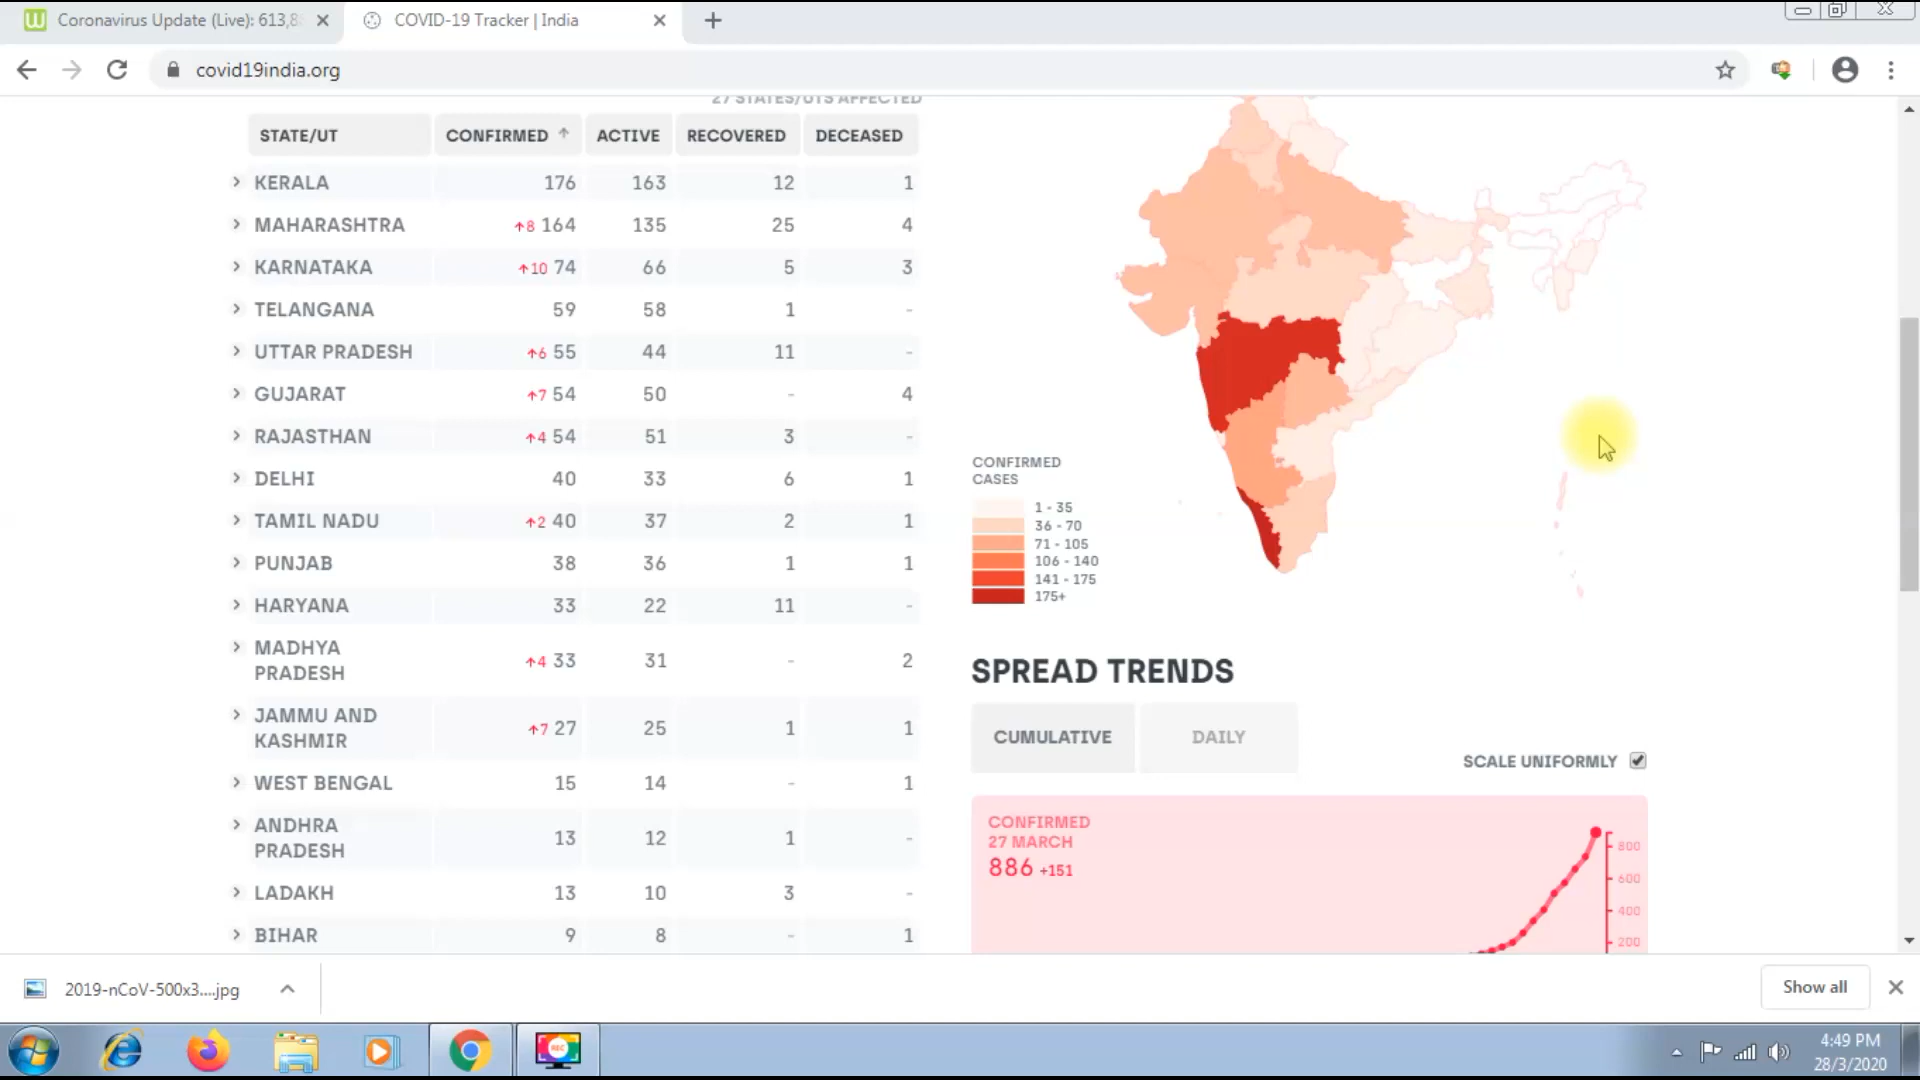 Coronavirus Update (Live): 613,8
COVID-19 Tracker | India
covid19india.org
27 STATES/UTS AFFECTED
STATE/UT CONFIRMED ↑ ACTIVE RECOVERED DECEASED
KERALA 176 163 12 1
MAHARASHTRA ↑8 164 135 25 4
KARNATAKA ↑10 74 66 5 3
TELANGANA 59 58 1 -
UTTAR PRADESH ↑6 55 44 11 -
GUJARAT ↑7 54 50 - 4
RAJASTHAN ↑4 54 51 3 -
DELHI 40 33 6 1
TAMIL NADU ↑2 40 37 2 1
PUNJAB 38 36 1 1
HARYANA 33 22 11 -
MADHYA
PRADESH ↑4 33 31 - 2
JAMMU AND
KASHMIR ↑7 27 25 1 1
WEST BENGAL 15 14 - 1
ANDHRA
PRADESH 13 12 1 -
LADAKH 13 10 3 -
BIHAR 9 8 - 1
CONFIRMED
CASES
1 - 35
36 - 70
71 - 105
106 - 140
141 - 175
175+
SPREAD TRENDS
CUMULATIVE DAILY
SCALE UNIFORMLY
CONFIRMED
27 MARCH
886 +151
800
600
400
200
2019-nCoV-500x3....jpg
Show all
REC
4:49 PM
28/3/2020